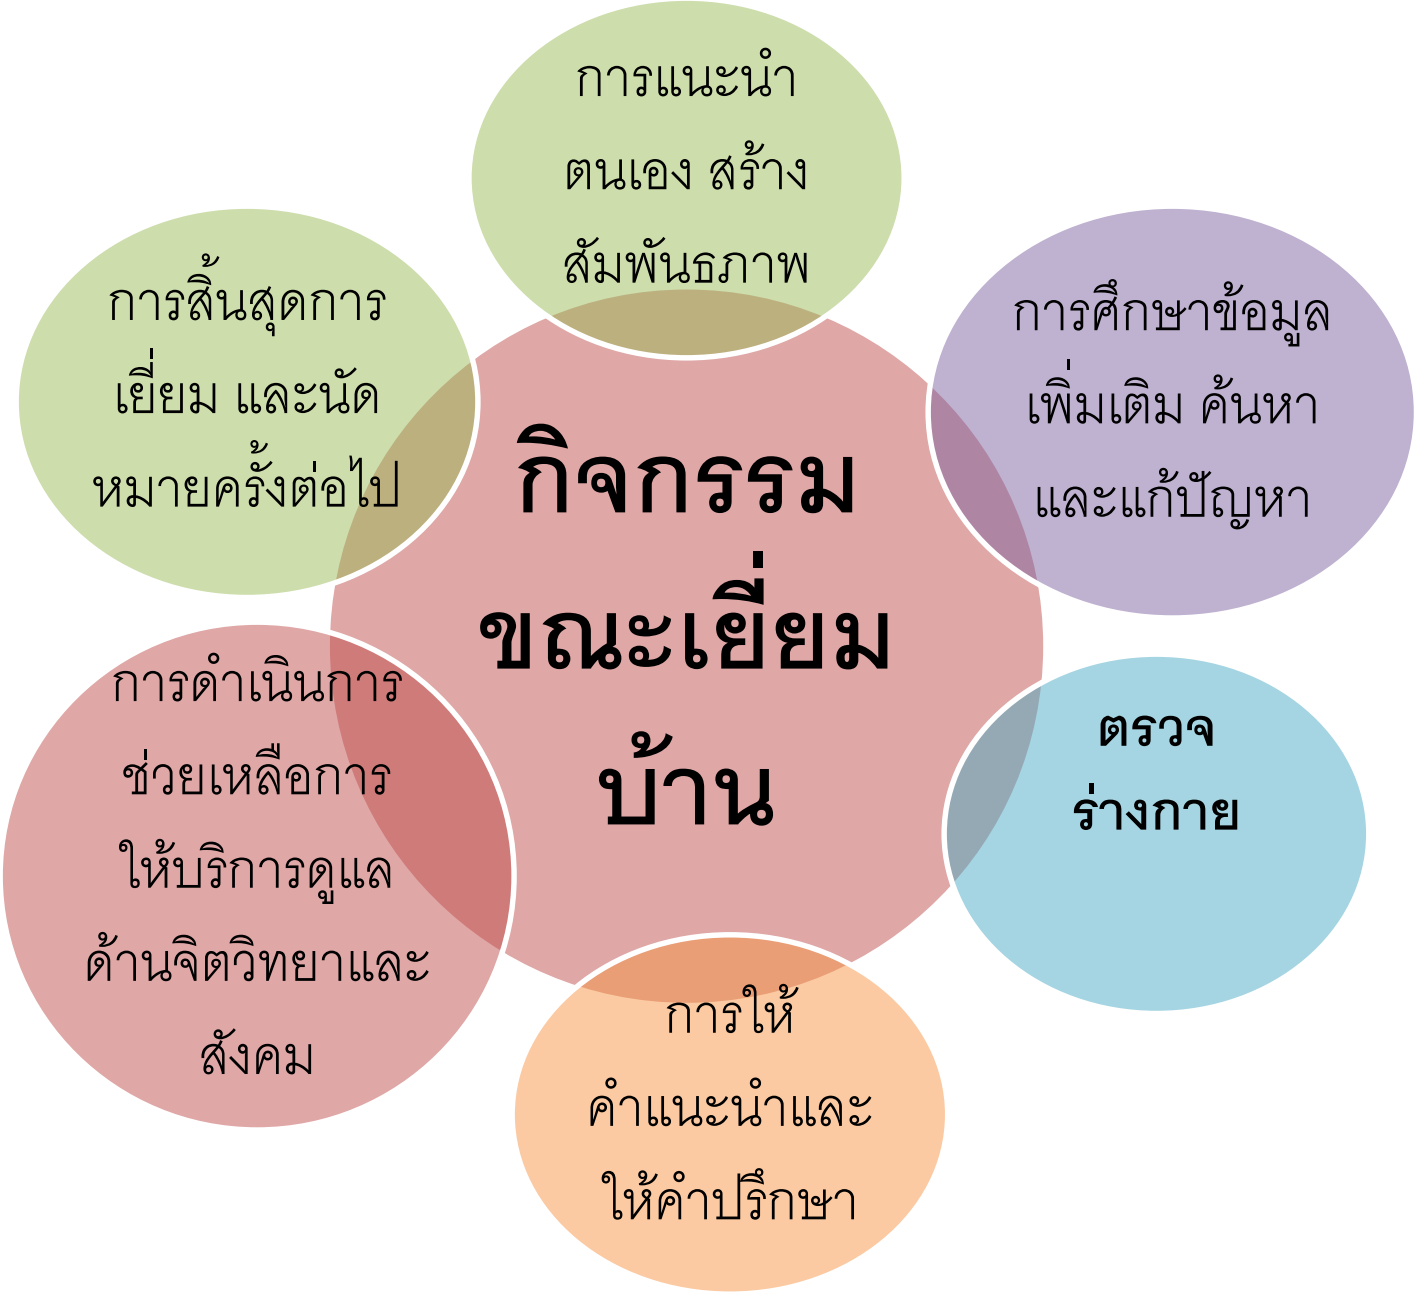 การแนะนำ
ตนเอง สร้าง
สัมพันธภาพ
การศึกษาข้อมูล
เพิ่มเติม ค้นหา
และแก้ปัญหา
ตรวจ
ร่างกาย
การให้
คำแนะนำและ
ให้คำปรึกษา
การดำเนินการ
ช่วยเหลือการ
ให้บริการดูแล
ด้านจิตวิทยาและ
สังคม
การสิ้นสุดการ
เยี่ยม และนัด
หมายครั้งต่อไป
กิจกรรม
ขณะเยี่ยม
บ้าน